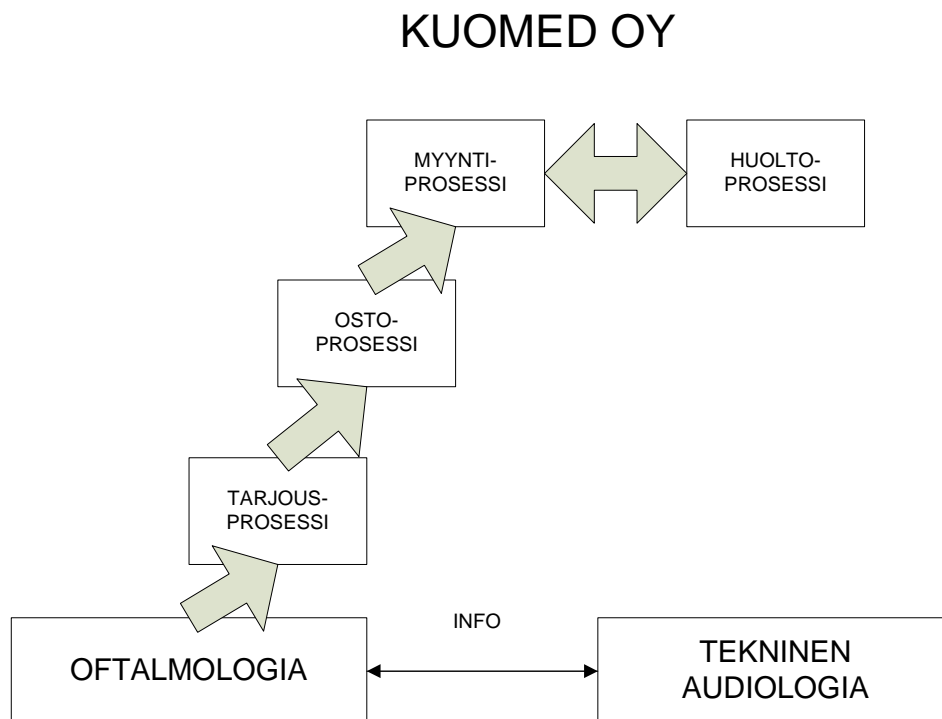 KUOMED OY
MYYNTI-
PROSESSI
HUOLTO-
PROSESSI
OSTO-
PROSESSI
TARJOUS-
PROSESSI
INFO
OFTALMOLOGIA
TEKNINEN
AUDIOLOGIA